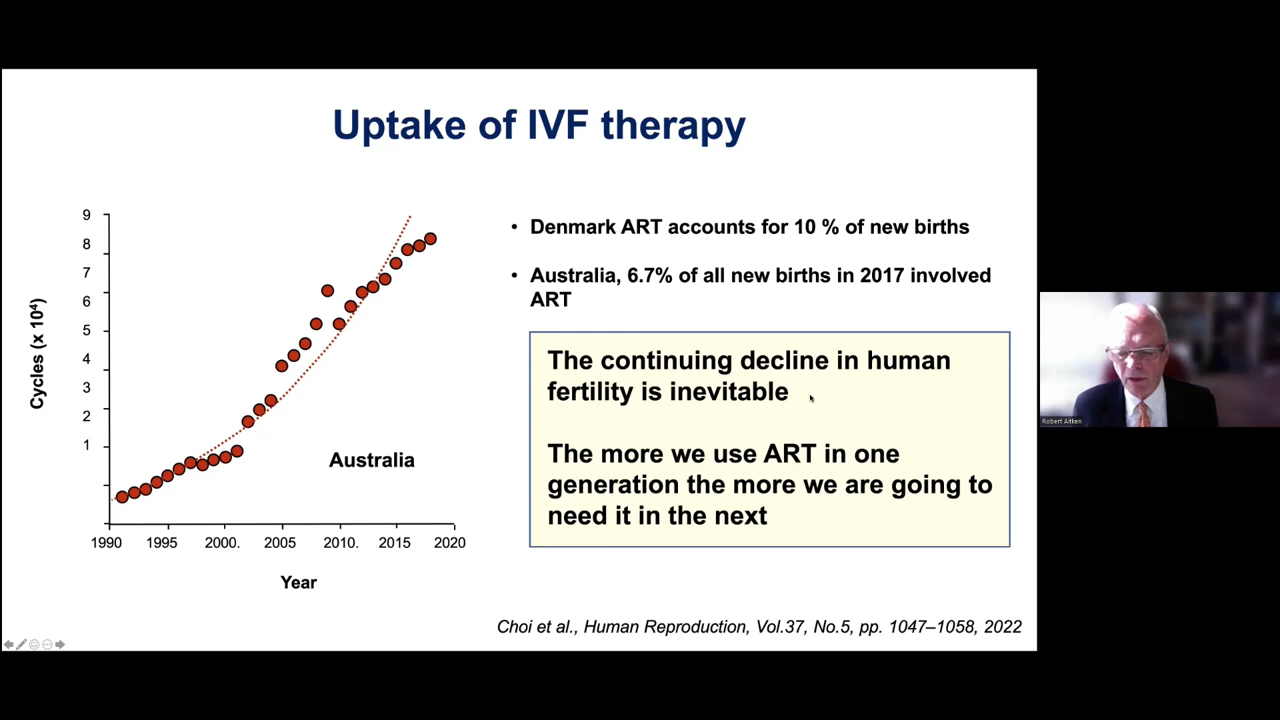 Uptake of IVF therapy
9
8
7
6
5
4
3
2
1
Cycles (x 10⁴)
Australia
1990 1995 2000. 2005 2010. 2015 2020
Year
• Denmark ART accounts for 10 % of new births
• Australia, 6.7% of all new births in 2017 involved
ART
The continuing decline in human
fertility is inevitable
The more we use ART in one
generation the more we are going to
need it in the next
Choi et al., Human Reproduction, Vol.37, No.5, pp. 1047–1058, 2022
Robert Aitken